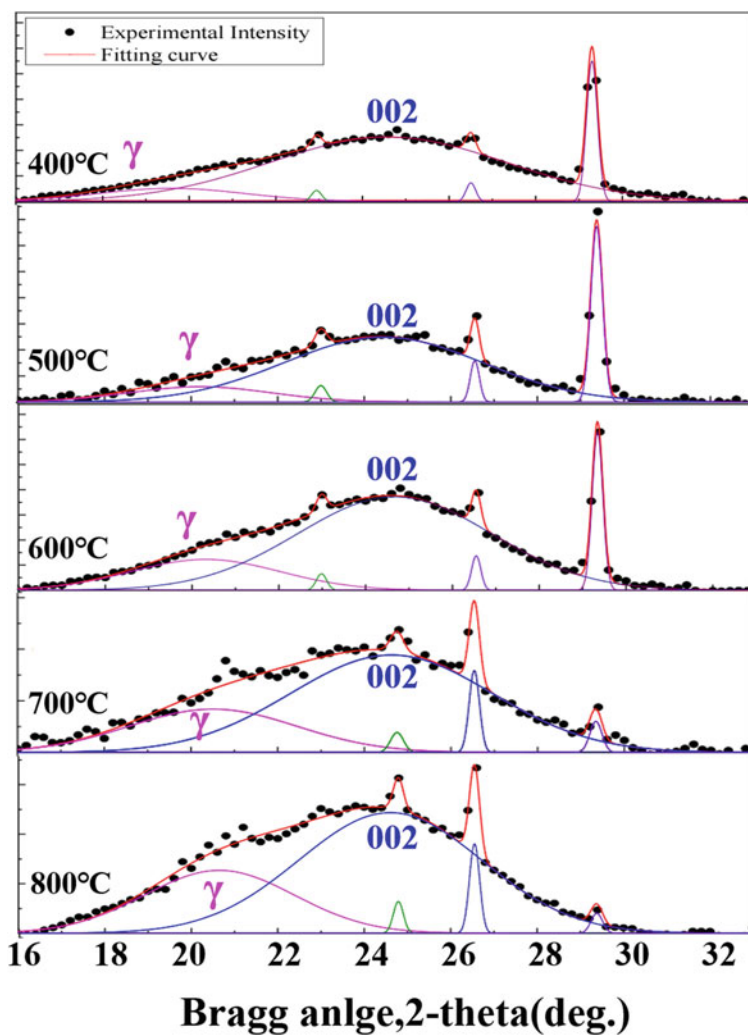 Experimental Intensity
Fitting curve
002
γ
400°C
002
γ
500°C
002
γ
600°C
002
γ
700°C
002
γ
800°C
16 18 20 22 24 26 28 30 32
Bragg anlge,2-theta(deg.)